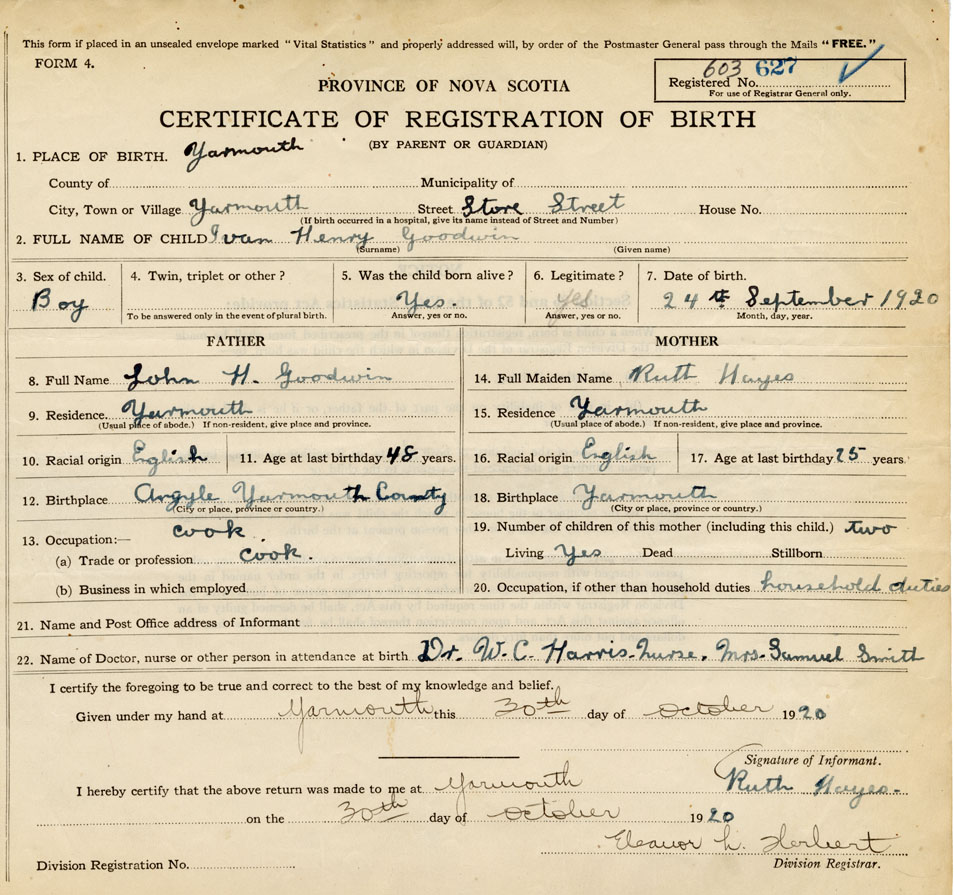 This form if placed in an unsealed envelope marked "Vital Statistics" and properly addressed will, by order of the Postmaster General pass through the Mails "FREE."
FORM 4.
603 627
Registered No.
For use of Registrar General only.
PROVINCE OF NOVA SCOTIA
CERTIFICATE OF REGISTRATION OF BIRTH
(BY PARENT OR GUARDIAN)
1. PLACE OF BIRTH. Yarmouth
County of Municipality of
City, Town or Village Yarmouth Street Store Street House No.
(If birth occurred in a hospital, give its name instead of Street and Number)
2. FULL NAME OF CHILD Ivan Henry Goodwin
(Surname) (Given name)
3. Sex of child. 4. Twin, triplet or other? 5. Was the child born alive? 6. Legitimate? 7. Date of birth.
Boy Yes. Yes 24th September 1920
To be answered only in the event of plural birth. Answer, yes or no. Answer, yes or no. Month, day, year.
FATHER MOTHER
8. Full Name John H. Goodwin 14. Full Maiden Name Ruth Hayes
9. Residence. Yarmouth 15. Residence Yarmouth
(Usual place of abode.) If non-resident, give place and province. (Usual place of abode.) If non-resident, give place and province.
10. Racial origin English 11. Age at last birthday 48 years. 16. Racial origin English 17. Age at last birthday 25 years.
12. Birthplace Argyle Yarmouth County 18. Birthplace Yarmouth
(City or place, province or country.) (City or place, province or country.)
13. Occupation:— cook. 19. Number of children of this mother (including this child.) two
(a) Trade or profession cook. Living Yes Dead Stillborn
(b) Business in which employed 20. Occupation, if other than household duties household duties
21. Name and Post Office address of Informant
22. Name of Doctor, nurse or other person in attendance at birth Dr. W. C. Harris. Nurse. Mrs. Samuel Smith
I certify the foregoing to be true and correct to the best of my knowledge and belief.
Given under my hand at Yarmouth this 30th day of October 1920
Signature of Informant.
I hereby certify that the above return was made to me at Yarmouth Ruth Hayes
on the 30th day of October 1920
Eleanor L. Herbert
Division Registration No. Division Registrar.